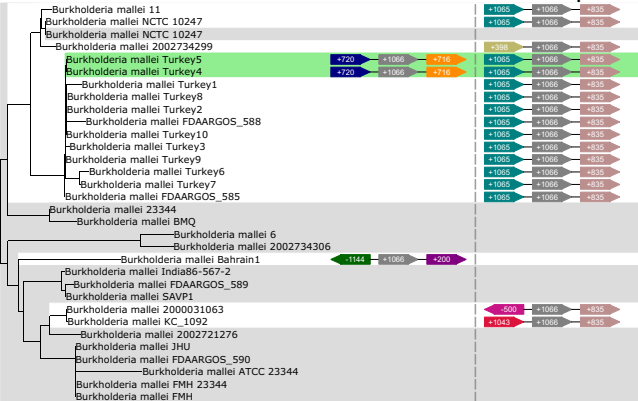 Burkholderia mallei 11 +1065 +1066 +835
Burkholderia mallei NCTC 10247 +1065 +1066 +835
Burkholderia mallei NCTC 10247
Burkholderia mallei 2002734299 +398 +1066 +835
Burkholderia mallei Turkey5 +720 +1066 +716 +1065 +1066 +835
Burkholderia mallei Turkey4 +720 +1066 +716 +1065 +1066 +835
Burkholderia mallei Turkey1 +1065 +1066 +835
Burkholderia mallei Turkey8 +1065 +1066 +835
Burkholderia mallei Turkey2 +1065 +1066 +835
Burkholderia mallei FDAARGOS_588 +1065 +1066 +835
Burkholderia mallei Turkey10 +1065 +1066 +835
Burkholderia mallei Turkey3 +1065 +1066 +835
Burkholderia mallei Turkey9 +1065 +1066 +835
Burkholderia mallei Turkey6 +1065 +1066 +835
Burkholderia mallei Turkey7 +1065 +1066 +835
Burkholderia mallei FDAARGOS_585 +1065 +1066 +835
Burkholderia mallei 23344
Burkholderia mallei BMQ
Burkholderia mallei 6
Burkholderia mallei 2002734306
Burkholderia mallei Bahrain1 -1144 +1066 +200
Burkholderia mallei India86-567-2
Burkholderia mallei FDAARGOS_589
Burkholderia mallei SAVP1
Burkholderia mallei 2000031063 -500 +1066 +835
Burkholderia mallei KC_1092 +1043 +1066 +835
Burkholderia mallei 2002721276
Burkholderia mallei JHU
Burkholderia mallei FDAARGOS_590
Burkholderia mallei ATCC 23344
Burkholderia mallei FMH 23344
Burkholderia mallei FMH